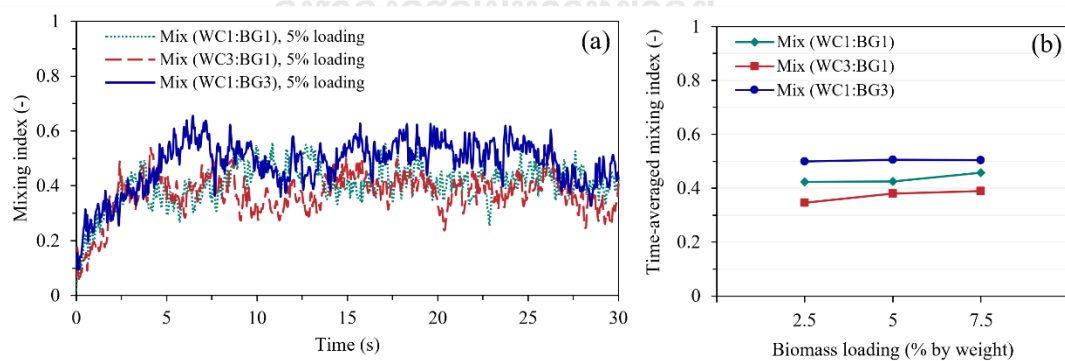 Mix (WC1:BG1), 5% loading
Mix (WC3:BG1), 5% loading
Mix (WC1:BG3), 5% loading
(a)
Mixing index (-)
1
0.8
0.6
0.4
0.2
0
0 5 10 15 20 25 30
Time (s)
Mix (WC1:BG1)
Mix (WC3:BG1)
Mix (WC1:BG3)
(b)
Time-averaged mixing index (-)
1
0.8
0.6
0.4
0.2
0
2.5 5 7.5
Biomass loading (% by weight)